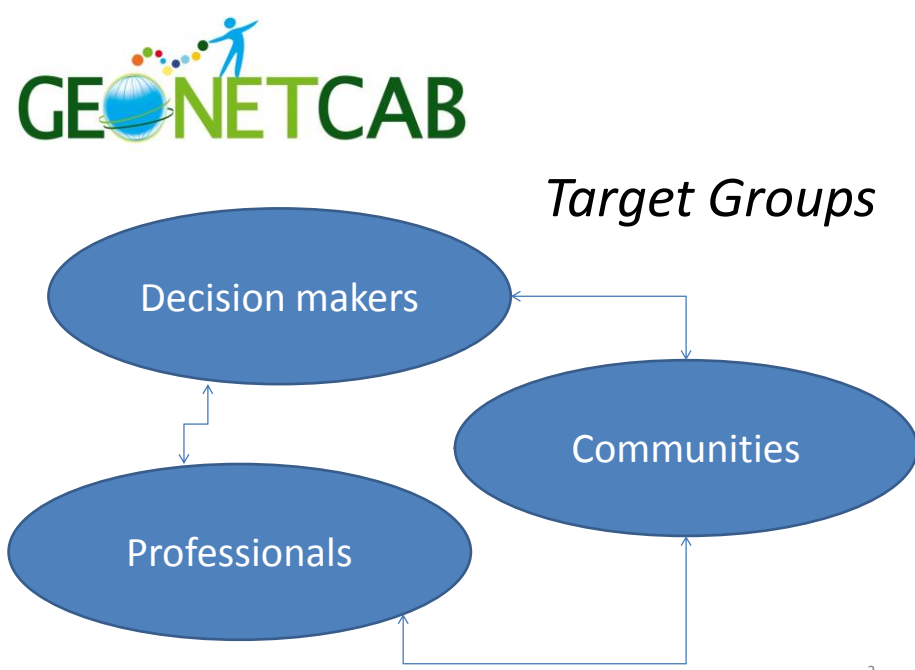 GEONETCAB
Target Groups
Decision makers
Communities
Professionals